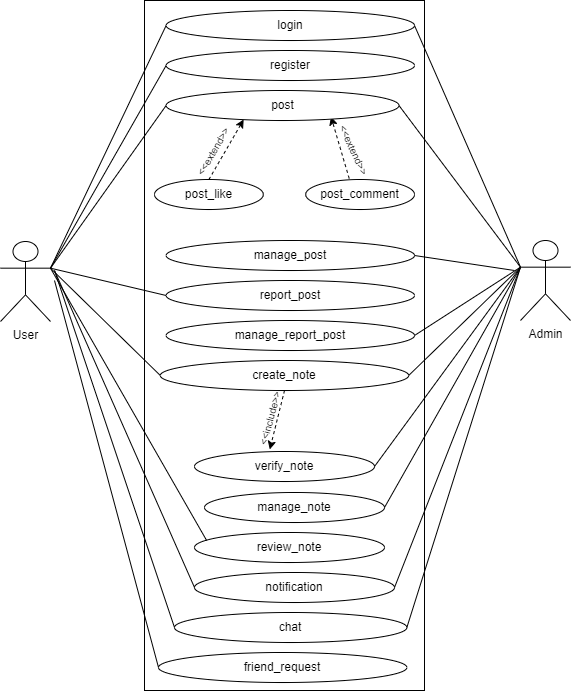 login
register
post
<<extend>>
<<extend>>
post_like
post_comment
manage_post
report_post
manage_report_post
User
Admin
create_note
<<include>>
verify_note
manage_note
review_note
notification
chat
friend_request